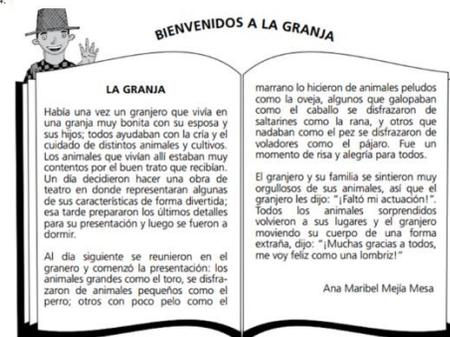 BIENVENIDOS A LA GRANJA
LA GRANJA
Había una vez un granjero que vivía en
una granja muy bonita con su esposa y
sus hijos; todos ayudaban con la cría y el
cuidado de distintos animales y cultivos.
Los animales que vivían allí estaban muy
contentos por el buen trato que recibían.
Un día decidieron hacer una obra de
teatro en donde representaran algunas
de sus características de forma divertida;
esa tarde prepararon los últimos detalles
para su presentación y luego se fueron a
dormir.
Al día siguiente se reunieron en el
granero y comenzó la presentación: los
animales grandes como el toro, se disfra-
zaron de animales pequeños como el
perro; otros con poco pelo como el
marrano lo hicieron de animales peludos
como la oveja, algunos que galopaban
como el caballo se disfrazaron de
saltarines como la rana, y otros que
nadaban como el pez se disfrazaron de
voladores como el pájaro. Fue un
momento de risa y alegría para todos.
El granjero y su familia se sintieron muy
orgullosos de sus animales, así que el
granjero les dijo: "¡Faltó mi actuación!".
Todos los animales sorprendidos
volvieron a sus lugares y el granjero
moviendo su cuerpo de una forma
extraña, dijo: "¡Muchas gracias a todos,
me voy feliz como una lombriz!"
Ana Maribel Mejía Mesa